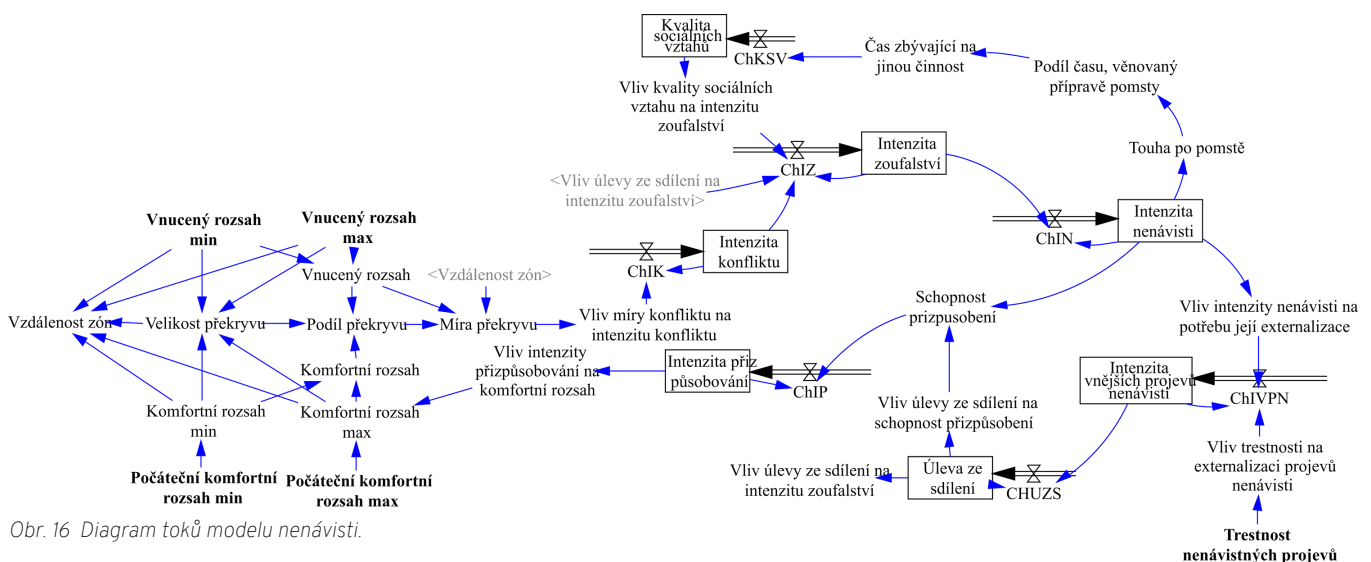 Kvalita
sociálních
vztahů
ChKSV
Čas zbývající na
jinou činnost
Podíl času, věnovaný
přípravě pomsty
Vliv kvality sociálních
vztahu na intenzitu
zoufalství
Touha po pomstě
ChIZ
Intenzita
zoufalství
<Vliv úlevy ze sdílení na
intenzitu zoufalství>
Intenzita
nenávisti
ChIN
Vnucený rozsah
min
Vnucený rozsah
max
Intenzita
konfliktu
ChIK
Vnucený rozsah
<Vzdálenost zón>
Vzdálenost zón
Velikost překryvu
Podíl překryvu
Míra překryvu
Vliv míry konfliktu na
intenzitu konfliktu
Schopnost
prizpusobení
Vliv intenzity nenávisti na
potřebu její externalizace
Komfortní rozsah
Vliv intenzity
přizpůsobování na
komfortní rozsah
Intenzita přiz
působování
ChIP
Intenzita
vnějších projevů
nenávisti
ChIVPN
Komfortní rozsah
min
Komfortní rozsah
max
Vliv úlevy ze sdílení na
schopnost přizpůsobení
Vliv trestnosti na
externalizaci projevů
nenávisti
Počáteční komfortní
rozsah min
Počáteční komfortní
rozsah max
Vliv úlevy ze sdílení na
intenzitu zoufalství
Úleva ze
sdílení
CHUZS
Trestnost
nenávistných projevů
Obr. 16 Diagram toků modelu nenávisti.